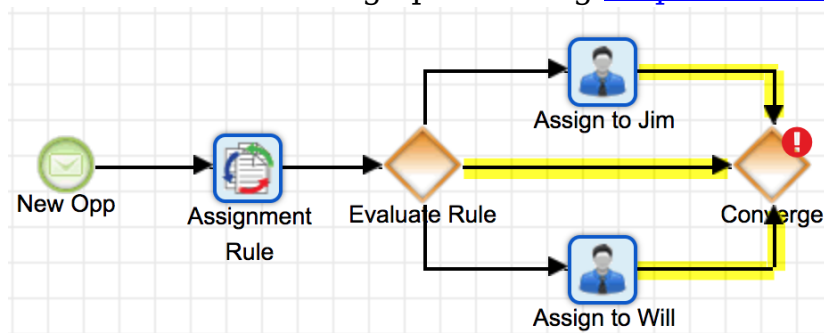 Assign to Jim
New Opp
Assignment
Rule
Evaluate Rule
Converge
Assign to Will